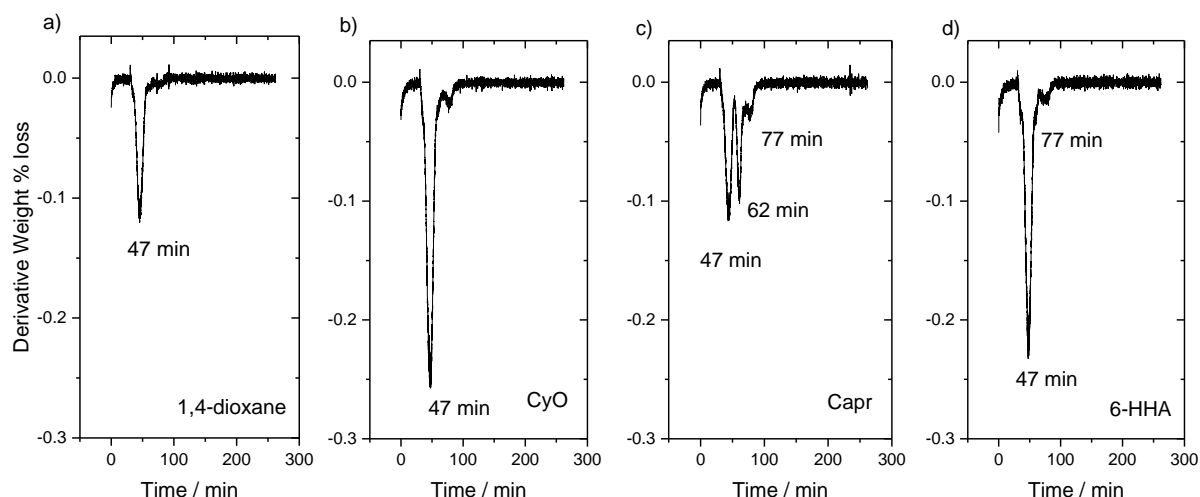 a)
0.0
-0.1
-0.2
-0.3
0 100 200 300
47 min
1,4-dioxane
Derivative Weight % loss
Time / min
b)
0.0
-0.1
-0.2
-0.3
0 100 200 300
47 min
CyO
Time / min
c)
0.0
-0.1
-0.2
-0.3
0 100 200 300
77 min
62 min
47 min
Capr
Time / min
d)
0.0
-0.1
-0.2
-0.3
0 100 200 300
77 min
47 min
6-HHA
Time / min